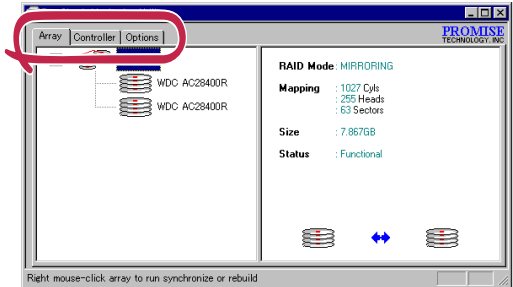 Array Controller Options
PROMISE
TECHNOLOGY, INC
WDC AC28400R
WDC AC28400R
RAID Mode : MIRRORING
Mapping : 1027 Cyls
: 255 Heads
: 63 Sectors
Size : 7.867GB
Status : Functional
Right mouse-click array to run synchronize or rebuild